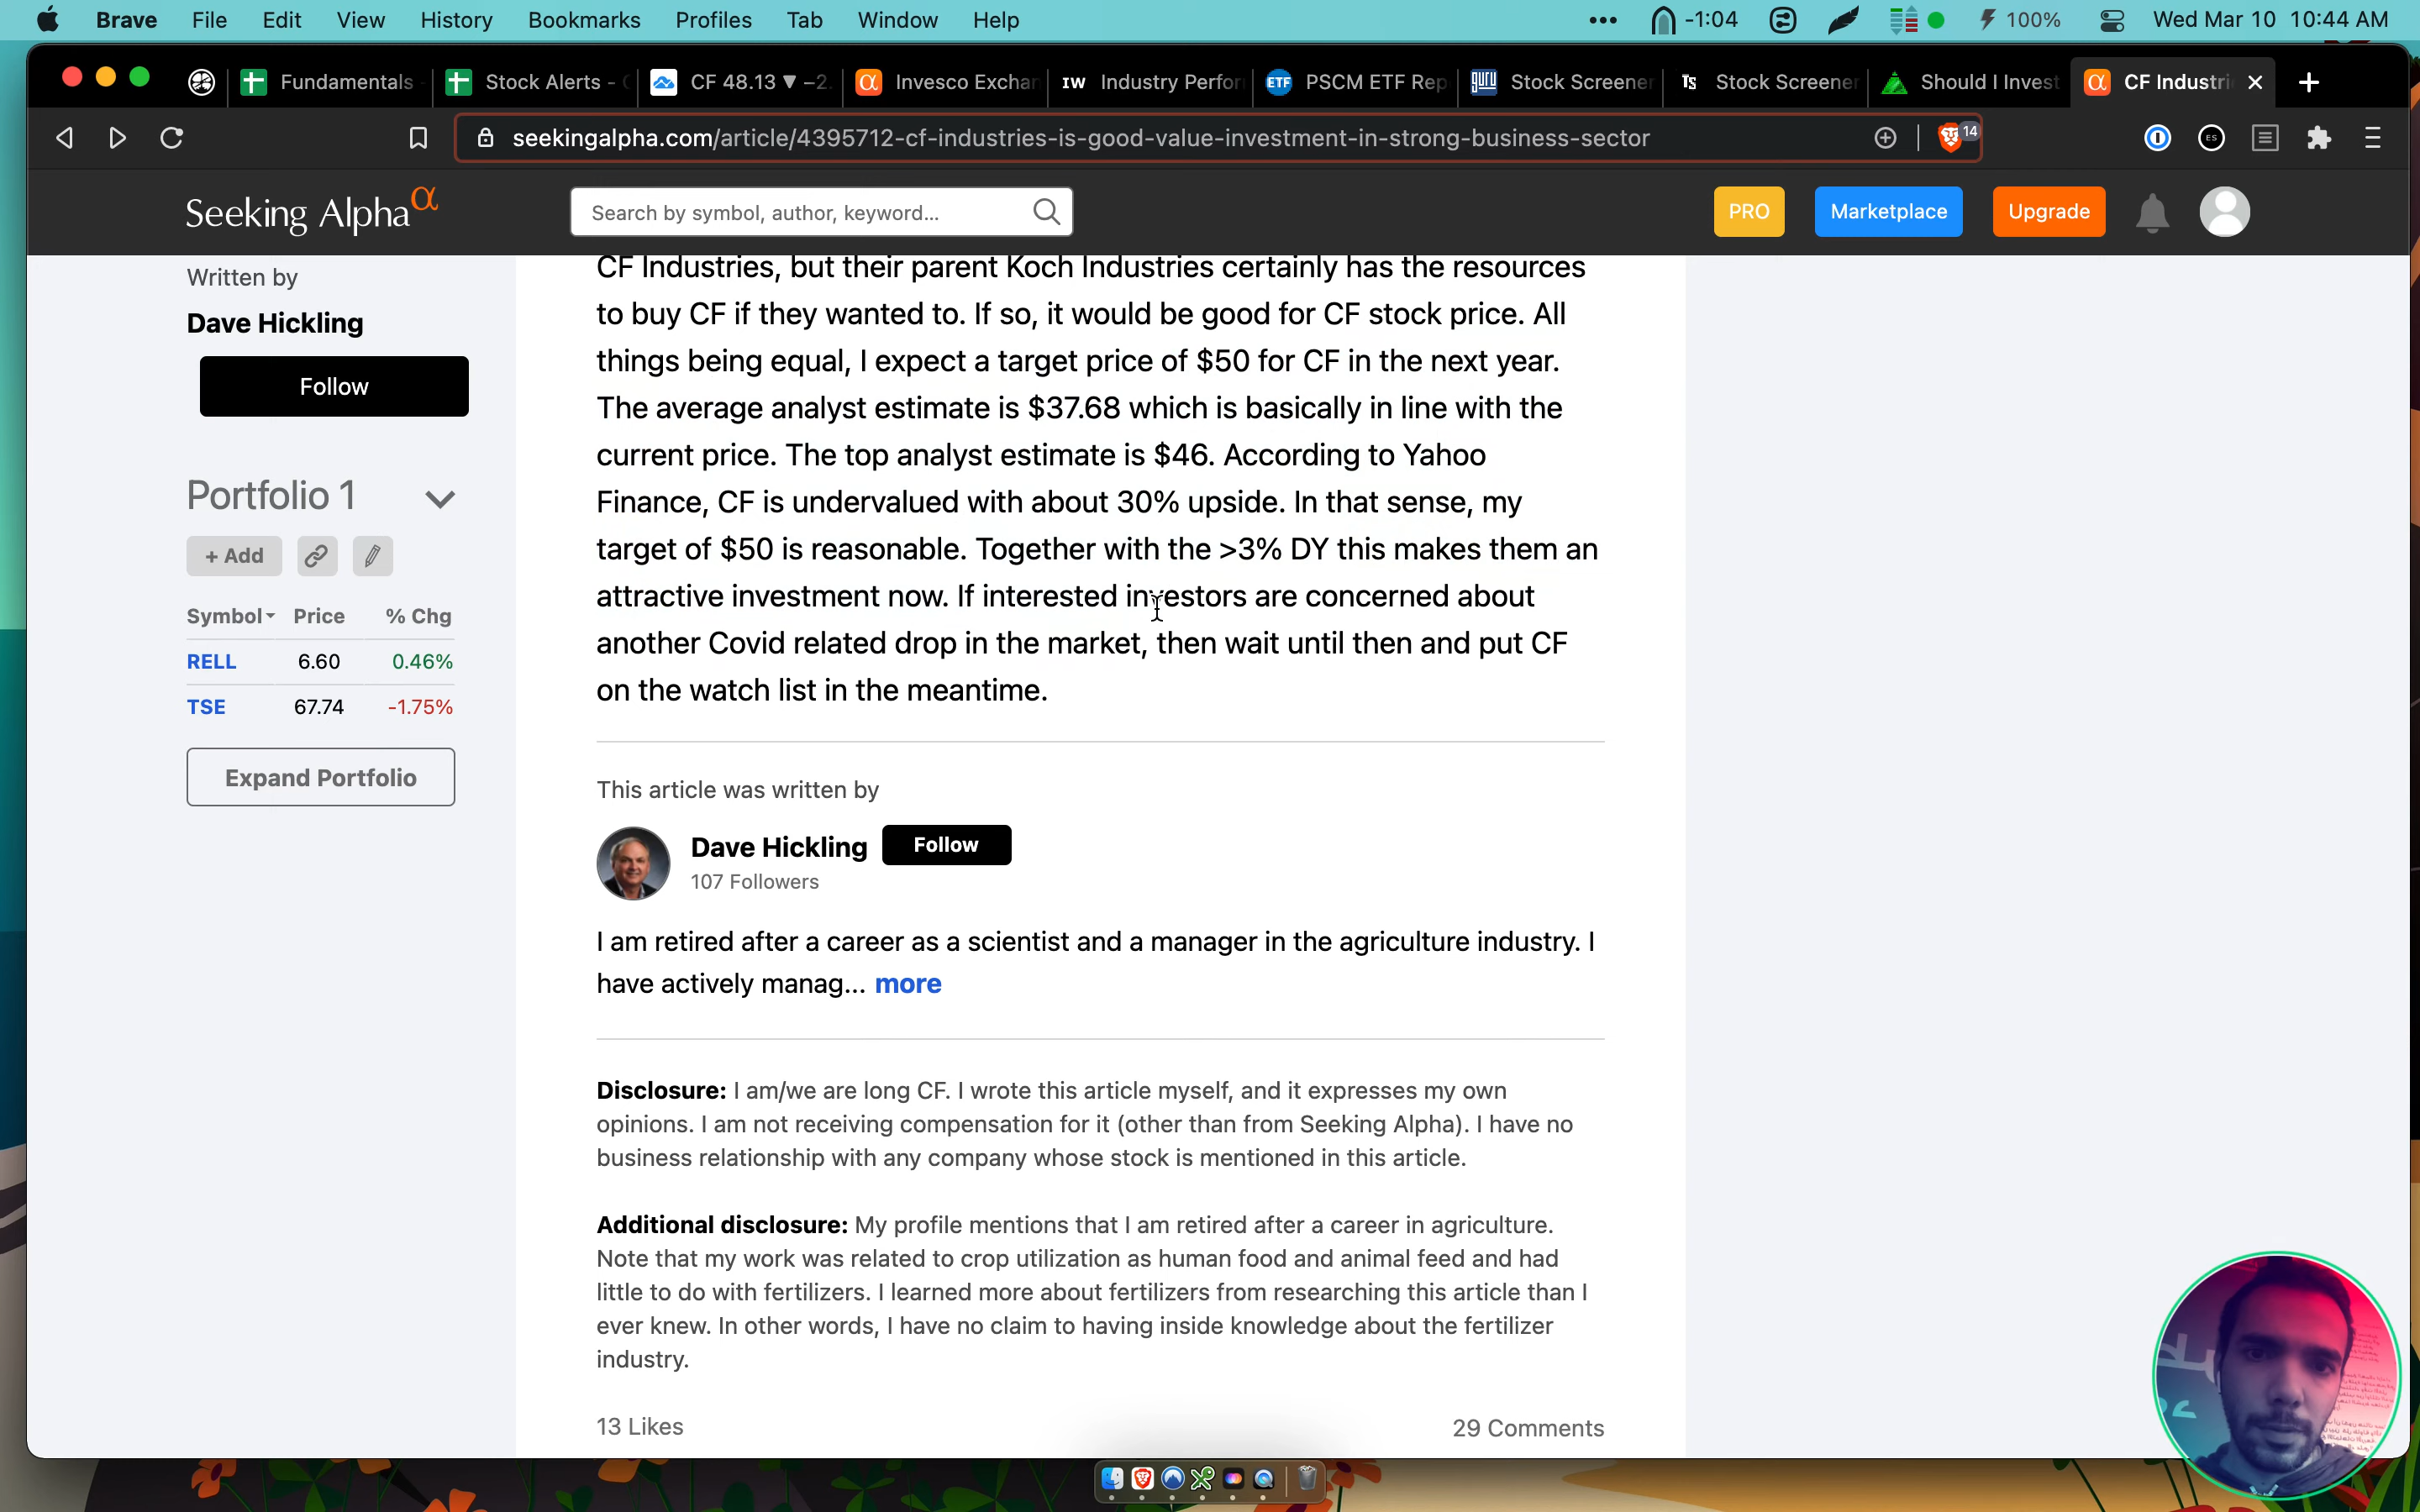 Brave File Edit View History Bookmarks Profiles Tab Window Help
-1:04 100% Wed Mar 10 10:44 AM
Fundamentals - Stock Alerts - CF 48.13 ▼ −2. Invesco Exchan IW Industry Perfor ETF PSCM ETF Rep guru Stock Screener TS Stock Screener Should I Invest α CF Industri
seekingalpha.com/article/4395712-cf-industries-is-good-value-investment-in-strong-business-sector
14
ES
Seeking Alpha α
Search by symbol, author, keyword...
PRO
Marketplace
Upgrade
Written by
Dave Hickling
Follow
Portfolio 1
+ Add
Symbol Price % Chg
RELL 6.60 0.46%
TSE 67.74 -1.75%
Expand Portfolio
CF Industries, but their parent Koch Industries certainly has the resources
to buy CF if they wanted to. If so, it would be good for CF stock price. All
things being equal, I expect a target price of $50 for CF in the next year.
The average analyst estimate is $37.68 which is basically in line with the
current price. The top analyst estimate is $46. According to Yahoo
Finance, CF is undervalued with about 30% upside. In that sense, my
target of $50 is reasonable. Together with the >3% DY this makes them an
attractive investment now. If interested investors are concerned about
another Covid related drop in the market, then wait until then and put CF
on the watch list in the meantime.
This article was written by
Dave Hickling
Follow
107 Followers
I am retired after a career as a scientist and a manager in the agriculture industry. I
have actively manag... more
Disclosure: I am/we are long CF. I wrote this article myself, and it expresses my own
opinions. I am not receiving compensation for it (other than from Seeking Alpha). I have no
business relationship with any company whose stock is mentioned in this article.
Additional disclosure: My profile mentions that I am retired after a career in agriculture.
Note that my work was related to crop utilization as human food and animal feed and had
little to do with fertilizers. I learned more about fertilizers from researching this article than I
ever knew. In other words, I have no claim to having inside knowledge about the fertilizer
industry.
13 Likes
29 Comments